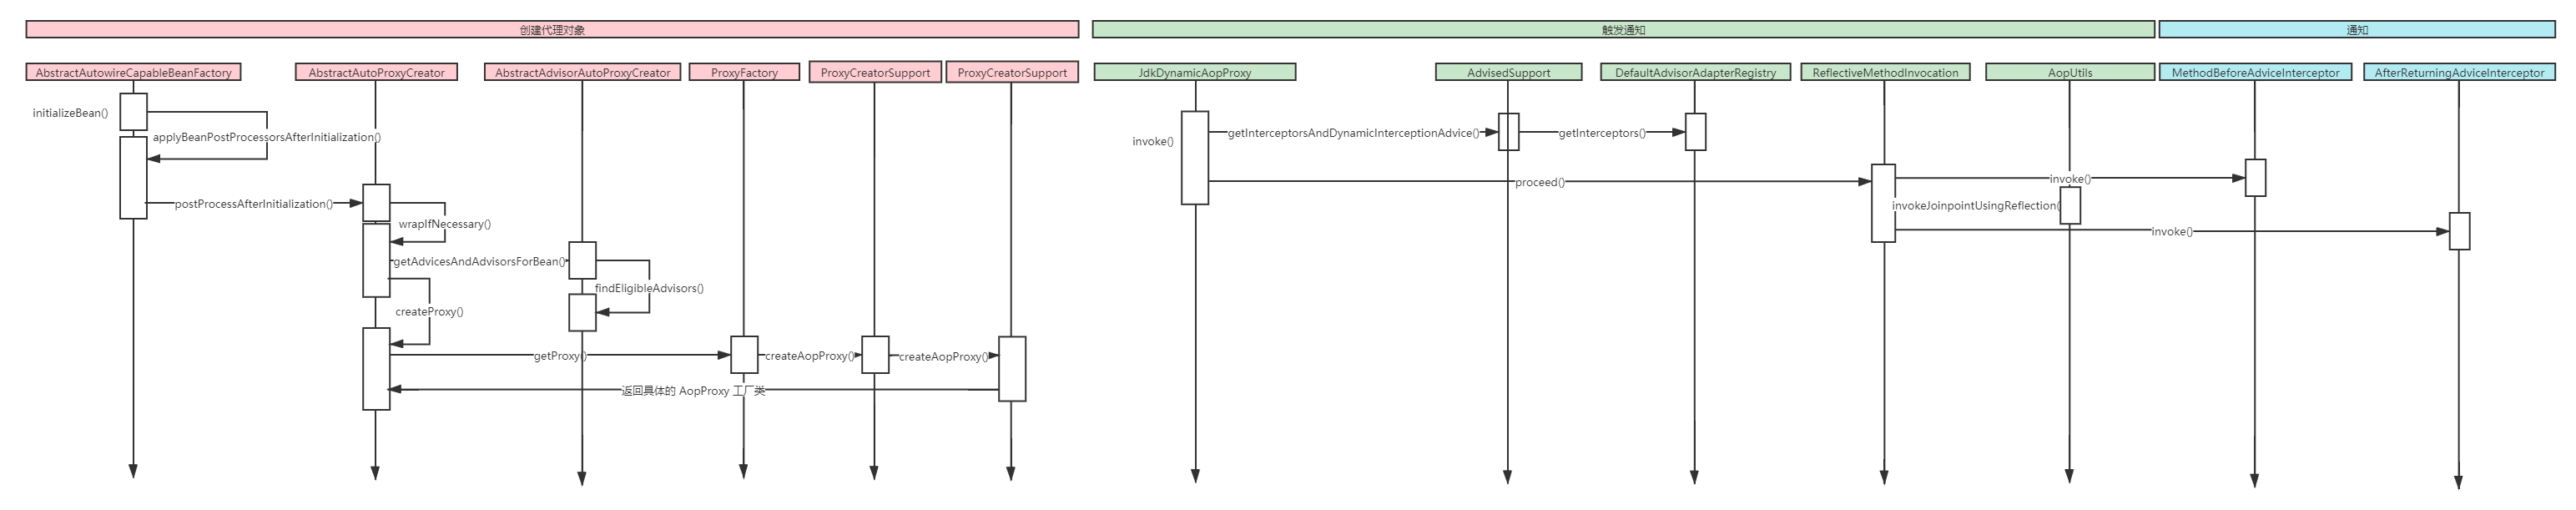 创建代理对象
触发通知
通知
AbstractAutowireCapableBeanFactory
AbstractAutoProxyCreator
AbstractAdvisorAutoProxyCreator
ProxyFactory
ProxyCreatorSupport
ProxyCreatorSupport
JdkDynamicAopProxy
AdvisedSupport
DefaultAdvisorAdapterRegistry
ReflectiveMethodInvocation
AopUtils
MethodBeforeAdviceInterceptor
AfterReturningAdviceInterceptor
initializeBean()
applyBeanPostProcessorsAfterInitialization()
postProcessAfterInitialization()
wrapIfNecessary()
getAdvicesAndAdvisorsForBean()
findEligibleAdvisors()
createProxy()
getProxy()
createAopProxy()
createAopProxy()
返回具体的 AopProxy 工厂类
invoke()
getInterceptorsAndDynamicInterceptionAdvice()
getInterceptors()
proceed()
invoke()
invokeJoinpointUsingReflection(
invoke()